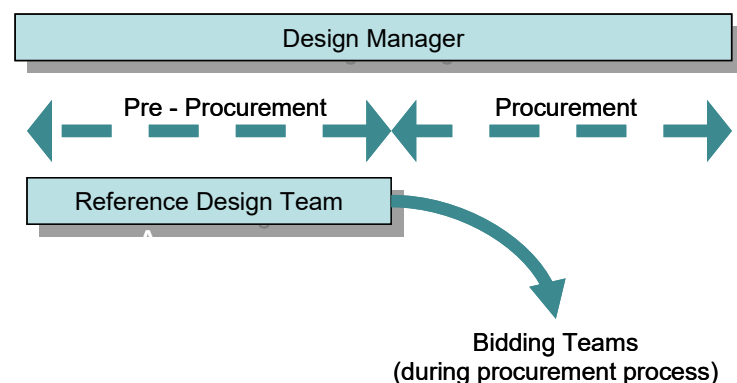 Design Manager
Pre - Procurement
Procurement
Reference Design Team
Bidding Teams
(during procurement process)